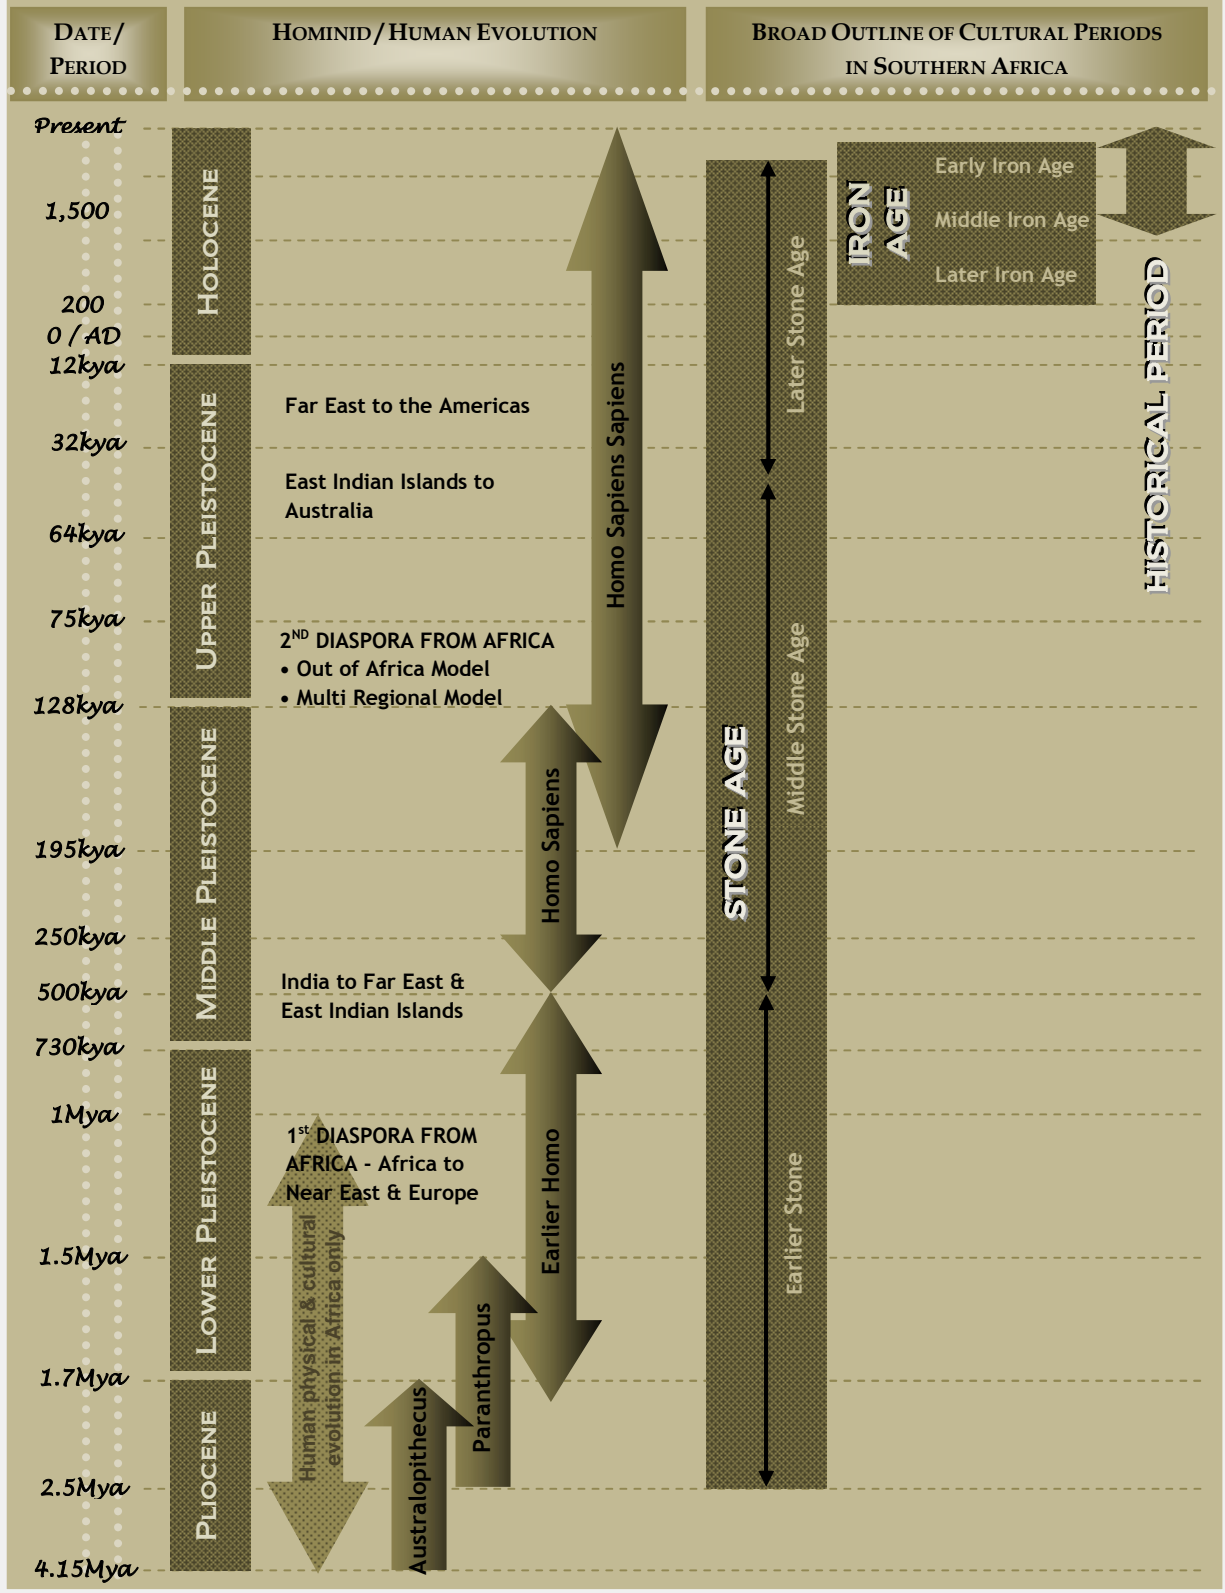 DATE/
PERIOD
HOMINID/HUMAN EVOLUTION
BROAD OUTLINE OF CULTURAL PERIODS
IN SOUTHERN AFRICA
Present
1,500
200
0 / AD
12kya
32kya
64kya
75kya
128kya
195kya
250kya
500kya
730kya
1Mya
1.5Mya
1.7Mya
2.5Mya
4.15Mya
HOLOCENE
UPPER PLEISTOCENE
MIDDLE PLEISTOCENE
LOWER PLEISTOCENE
PLIOCENE
Far East to the Americas
East Indian Islands to
Australia
2ND DIASPORA FROM AFRICA
• Out of Africa Model
• Multi Regional Model
India to Far East &
East Indian Islands
1st DIASPORA FROM
AFRICA - Africa to
Near East & Europe
Human physical & cultural
evolution in Africa only
Australopithecus
Paranthropus
Earlier Homo
Homo Sapiens
Homo Sapiens Sapiens
STONE AGE
Later Stone Age
Middle Stone Age
Earlier Stone
IRON
AGE
Early Iron Age
Middle Iron Age
Later Iron Age
HISTORICAL PERIOD